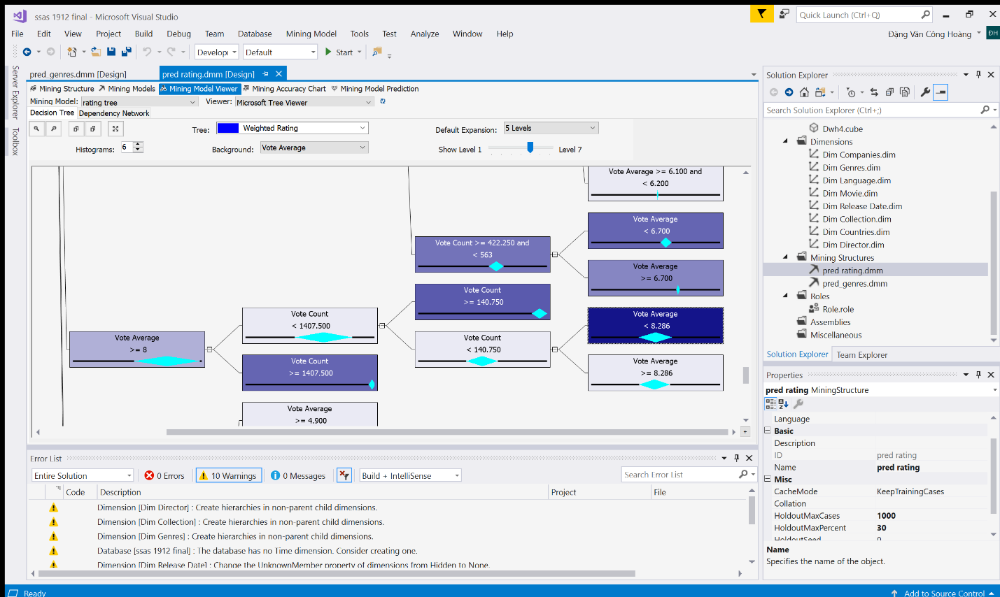 ssas 1912 final - Microsoft Visual Studio
Quick Launch (Ctrl+Q)
File Edit View Project Build Debug Team Database Mining Model Tools Test Analyze Window Help
Đặng Văn Công Hoàng
ĐH
Developı Default Start
Server Explorer
Toolbox
pred_genres.dmm [Design] pred rating.dmm [Design]
Mining Structure Mining Models Mining Model Viewer Mining Accuracy Chart Mining Model Prediction
Mining Model: rating tree Viewer: Microsoft Tree Viewer
Decision Tree Dependency Network
Tree: Weighted Rating Default Expansion: 5 Levels
Histograms: 6 Background: Vote Average Show Level 1 Level 7
Vote Average >= 6.100 and
< 6.200
Vote Average
< 6.700
Vote Count >= 422.250 and
< 563
Vote Average
>= 6.700
Vote Count
>= 140.750
Vote Count
< 1407.500
Vote Average
< 8.286
Vote Average
>= 8
Vote Count
< 140.750
Vote Count
>= 1407.500
Vote Average
>= 8.286
Vote Average
>= 4.900
Error List
Entire Solution 0 Errors 10 Warnings 0 Messages Build + IntelliSense Search Error List
Code Description Project File
Dimension [Dim Director] : Create hierarchies in non-parent child dimensions.
Dimension [Dim Collection] : Create hierarchies in non-parent child dimensions.
Dimension [Dim Genres] : Create hierarchies in non-parent child dimensions.
Database [ssas 1912 final] : The database has no Time dimension. Consider creating one.
Dimension [Dim Release Date] : Change the UnknownMember property of dimensions from Hidden to None.
Solution Explorer
Search Solution Explorer (Ctrl+;)
Dwh4.cube
Dimensions
Dim Companies.dim
Dim Genres.dim
Dim Language.dim
Dim Movie.dim
Dim Release Date.dim
Dim Collection.dim
Dim Countries.dim
Dim Director.dim
Mining Structures
pred rating.dmm
pred_genres.dmm
Roles
Role.role
Assemblies
Miscellaneous
Solution Explorer Team Explorer
Properties
pred rating MiningStructure
Language
Basic
Description
ID pred rating
Name pred rating
Misc
CacheMode KeepTrainingCases
Collation
HoldoutMaxCases 1000
HoldoutMaxPercent 30
HoldoutSeed 0
Name
Specifies the name of the object.
Ready
Add to Source Control